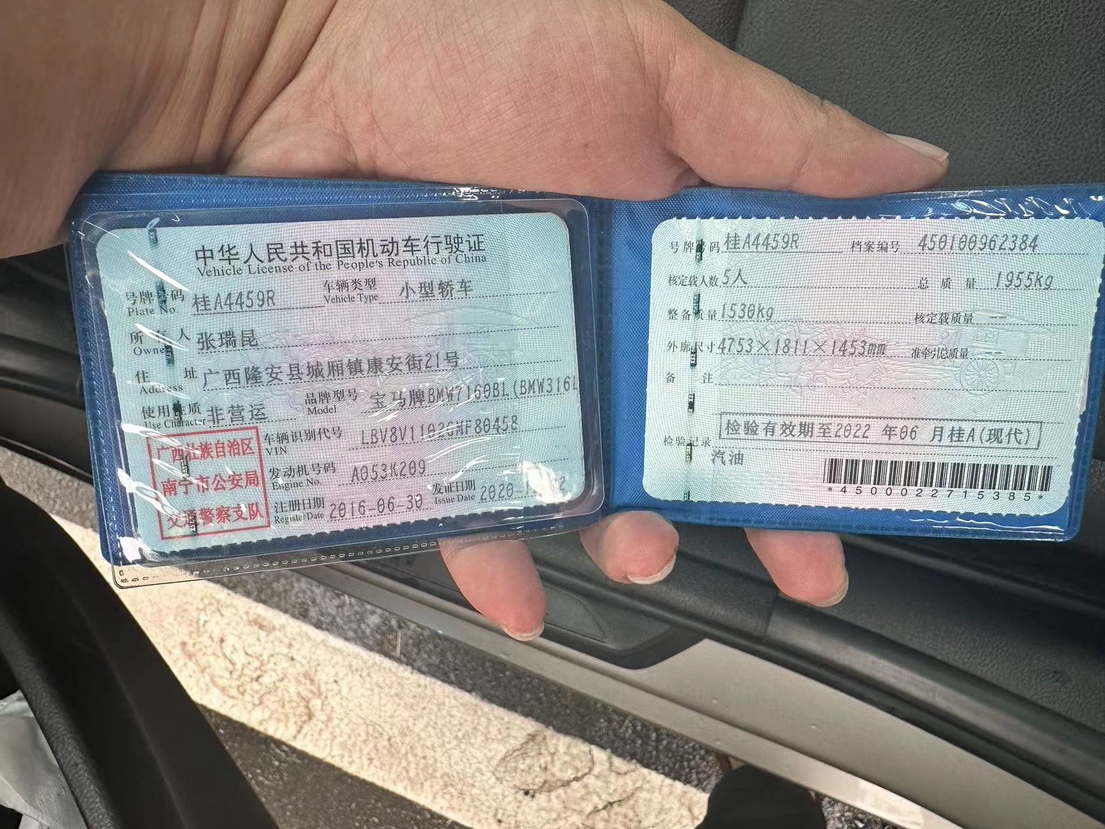 中华人民共和国机动车行驶证
Vehicle License of the People's Republic of China
号牌号码 桂A4459R 车辆类型 小型轿车
Plate No. Vehicle Type
所有人 张瑞昆
Owner
住址 广西隆安县城厢镇康安街21号
Address
使用性质 非营运 品牌型号 宝马牌BMW7160BL(BMW316L
Use Character Model
车辆识别代号
VIN
发动机号码 A053K209
Engine No.
注册日期 2016-06-30 发证日期 2020
Register Date Issue Date
广西壮族自治区
南宁市公安局
交通警察支队
号牌号码 桂A4459R 档案编号 450100962384
核定载人数 5人 总质量 1955kg
整备质量 1530kg 核定载质量 --
外廓尺寸 4753×1811×1453mm 准牵引总质量 --
备注
检验记录 检验有效期至2022 年06 月桂A(现代)
汽油
*4500022715385*